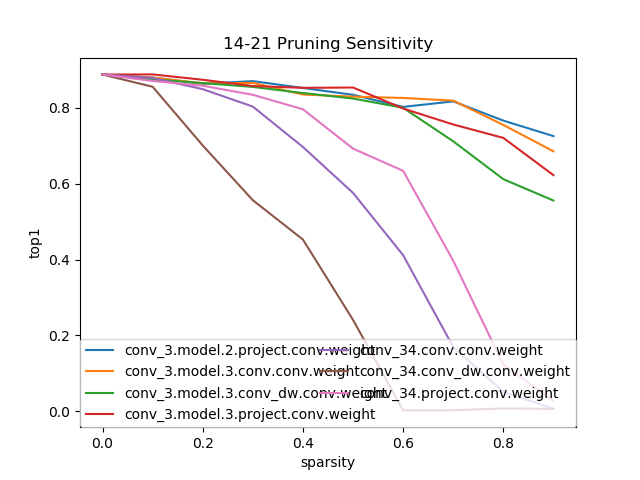 14-21 Pruning Sensitivity
top1
0.8
0.6
0.4
0.2
0.0
conv_3.model.2.project.conv.weight
conv_3.model.3.conv.conv.weight
conv_3.model.3.conv_dw.conv.weight
conv_3.model.3.project.conv.weight
conv_34.conv.conv.weight
conv_34.conv_dw.conv.weight
conv_34.project.conv.weight
0.0 0.2 0.4 0.6 0.8
sparsity